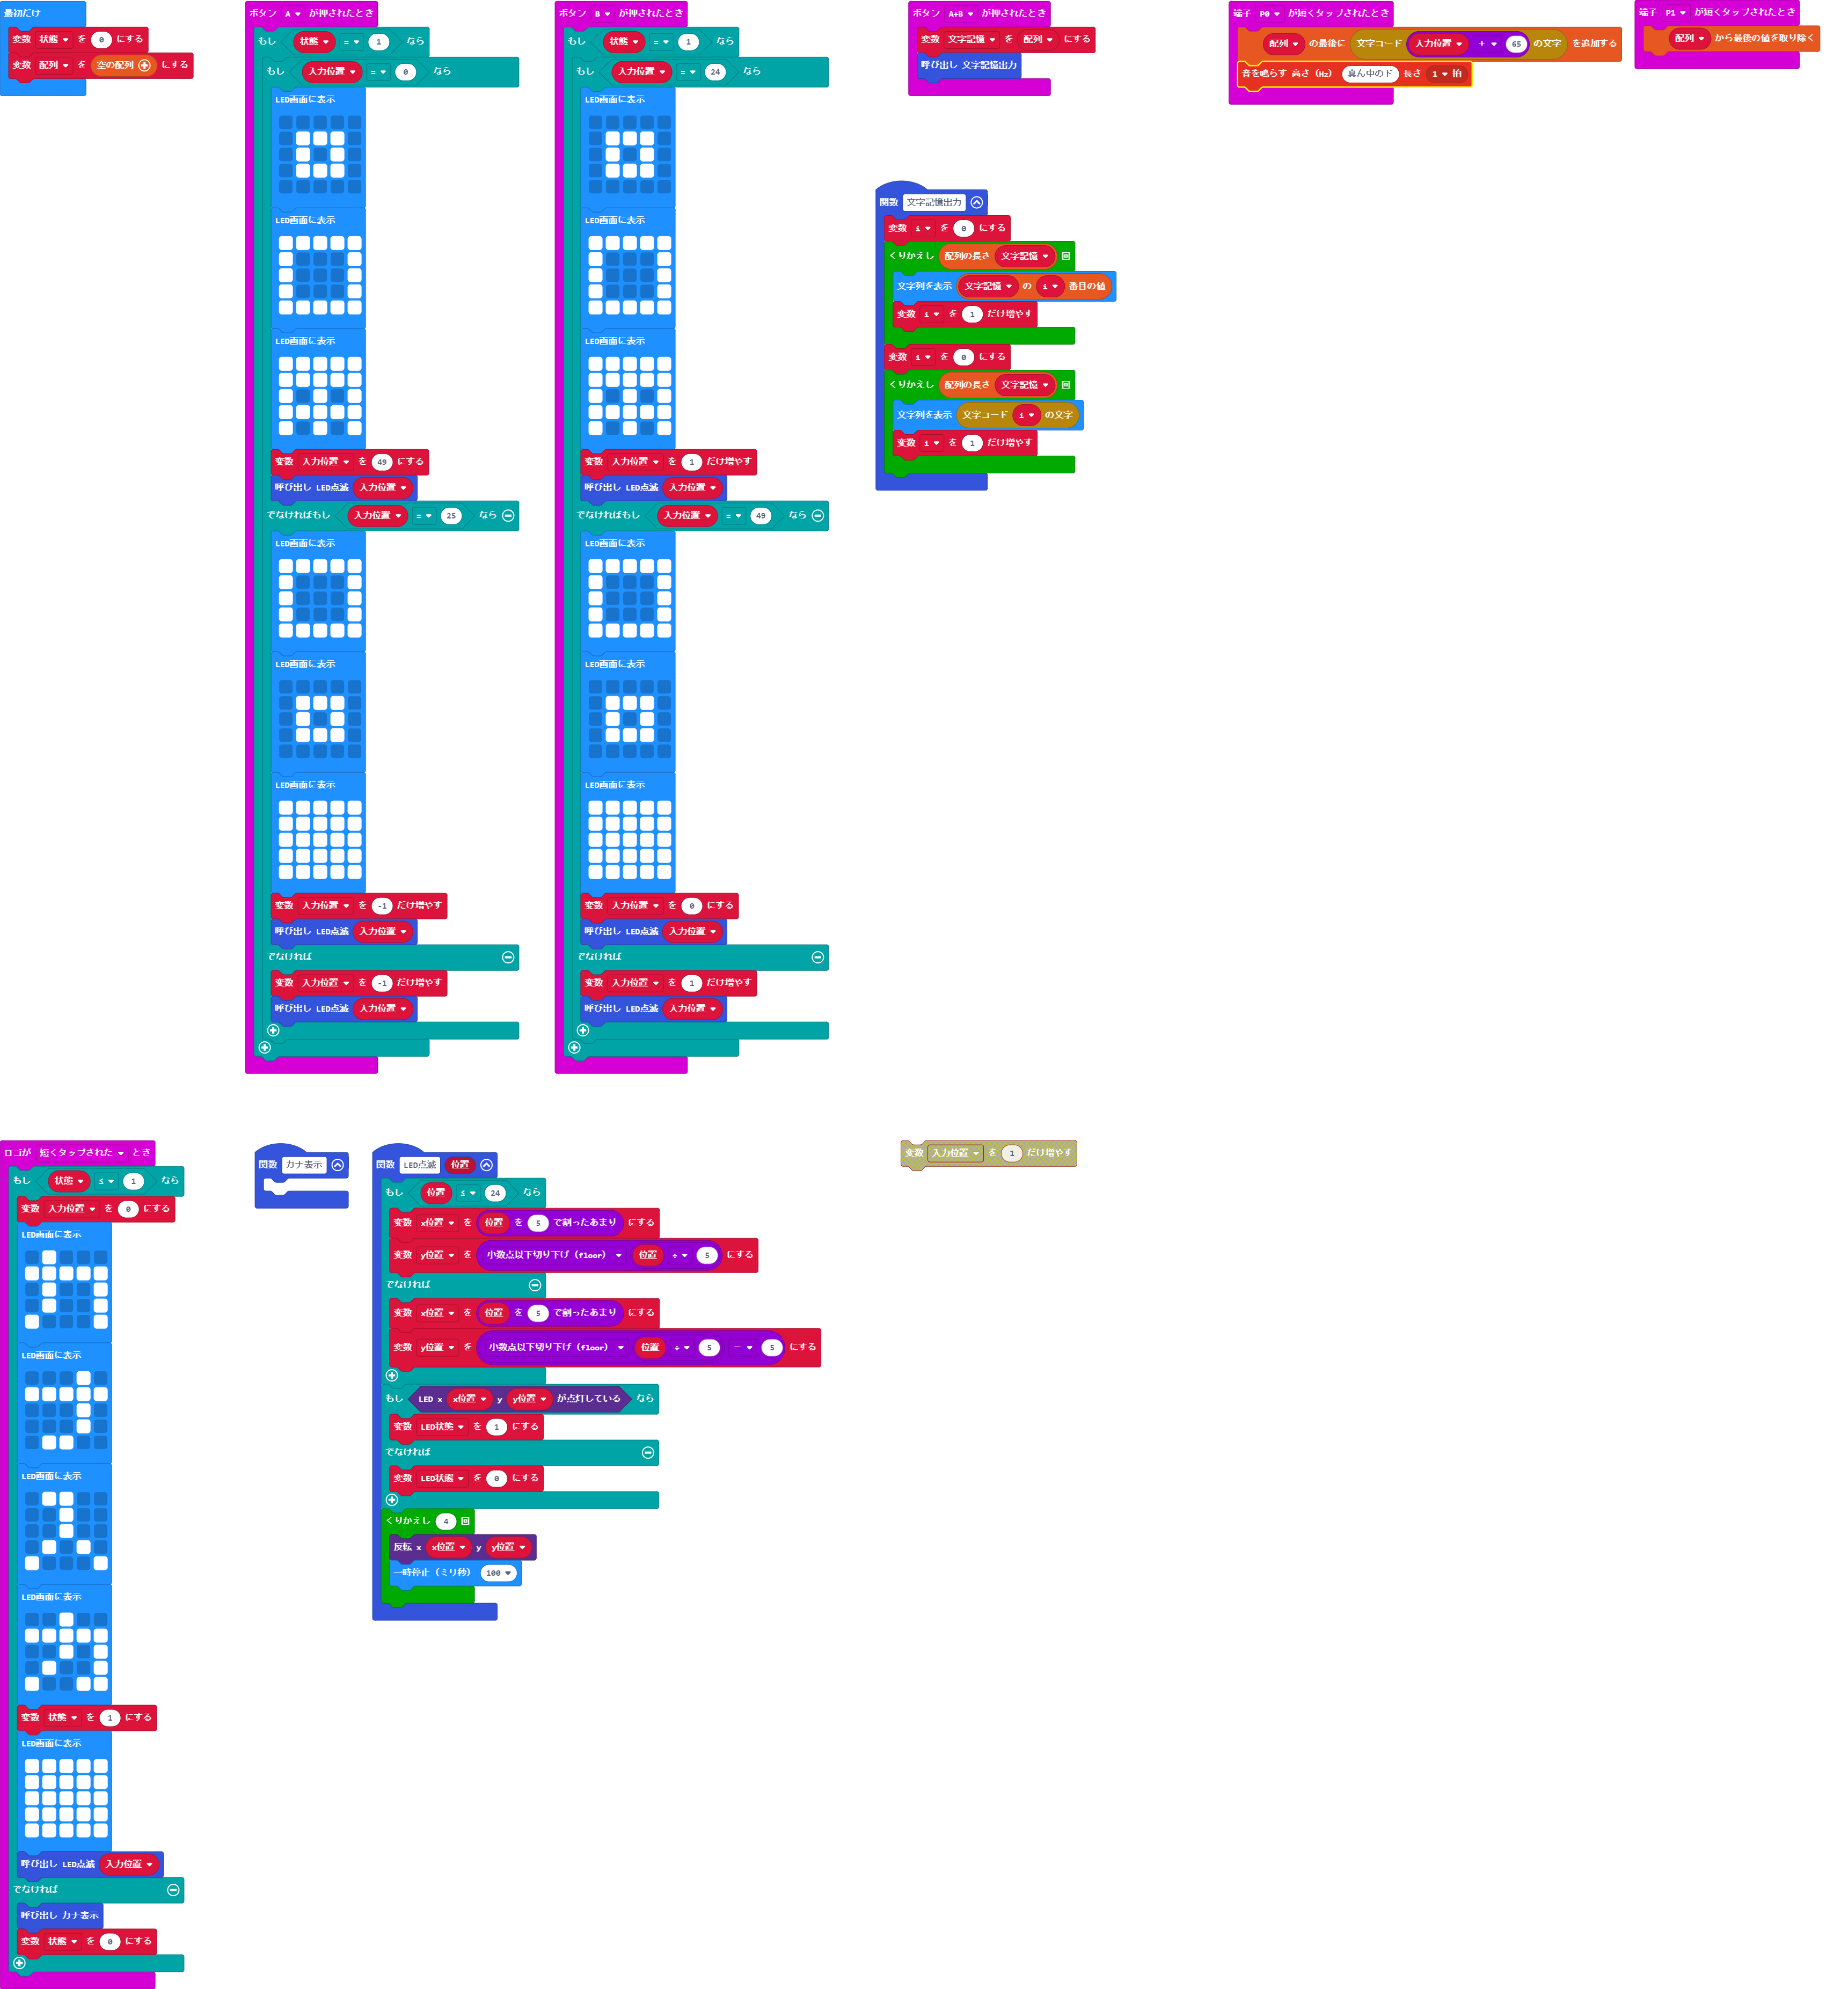 最初だけ
変数 状態 を 0 にする
変数 配列 を 空の配列 にする
ボタン A が押されたとき
もし 状態 = 1 なら
もし 入力位置 = 0 なら
LED画面に表示
LED画面に表示
LED画面に表示
変数 入力位置 を 49 にする
呼び出し LED点滅 入力位置
でなければもし 入力位置 = 25 なら
LED画面に表示
LED画面に表示
LED画面に表示
変数 入力位置 を -1 だけ増やす
呼び出し LED点滅 入力位置
でなければ
変数 入力位置 を -1 だけ増やす
呼び出し LED点滅 入力位置
ボタン B が押されたとき
もし 状態 = 1 なら
もし 入力位置 = 24 なら
LED画面に表示
LED画面に表示
LED画面に表示
変数 入力位置 を 1 だけ増やす
呼び出し LED点滅 入力位置
でなければもし 入力位置 = 49 なら
LED画面に表示
LED画面に表示
LED画面に表示
変数 入力位置 を 0 にする
呼び出し LED点滅 入力位置
でなければ
変数 入力位置 を 1 だけ増やす
呼び出し LED点滅 入力位置
ボタン A+B が押されたとき
変数 文字記憶 を 配列 にする
呼び出し 文字記憶出力
関数 文字記憶出力
変数 i を 0 にする
くりかえし 配列の長さ 文字記憶 回
文字列を表示 文字記憶 の i 番目の値
変数 i を 1 だけ増やす
変数 i を 0 にする
くりかえし 配列の長さ 文字記憶 回
文字列を表示 文字コード i の文字
変数 i を 1 だけ増やす
端子 P0 が短くタップされたとき
配列 の最後に 文字コード 入力位置 + 65 の文字 を追加する
音を鳴らす 高さ (Hz) 真ん中のド 長さ 1 拍
端子 P1 が短くタップされたとき
配列 から最後の値を取り除く
ロゴが 短くタップされた とき
もし 状態 ≤ 1 なら
変数 入力位置 を 0 にする
LED画面に表示
LED画面に表示
LED画面に表示
LED画面に表示
変数 状態 を 1 にする
LED画面に表示
呼び出し LED点滅 入力位置
でなければ
呼び出し カナ表示
変数 状態 を 0 にする
関数 カナ表示
関数 LED点滅 位置
もし 位置 ≤ 24 なら
変数 x位置 を 位置 を 5 で割ったあまり にする
変数 y位置 を 小数点以下切り下げ (floor) 位置 ÷ 5 にする
でなければ
変数 x位置 を 位置 を 5 で割ったあまり にする
変数 y位置 を 小数点以下切り下げ (floor) 位置 ÷ 5 - 5 にする
もし LED x x位置 y y位置 が点灯している なら
変数 LED状態 を 1 にする
でなければ
変数 LED状態 を 0 にする
くりかえし 4 回
反転 x x位置 y y位置
一時停止 (ミリ秒) 100
変数 入力位置 を 1 だけ増やす